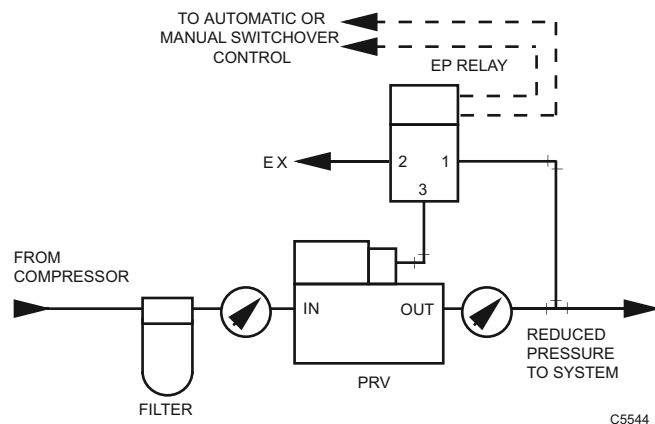 TO AUTOMATIC OR
MANUAL SWITCHOVER
CONTROL
EP RELAY
EX
2
1
3
FROM
COMPRESSOR
IN
OUT
REDUCED
PRESSURE
TO SYSTEM
PRV
FILTER
C5544